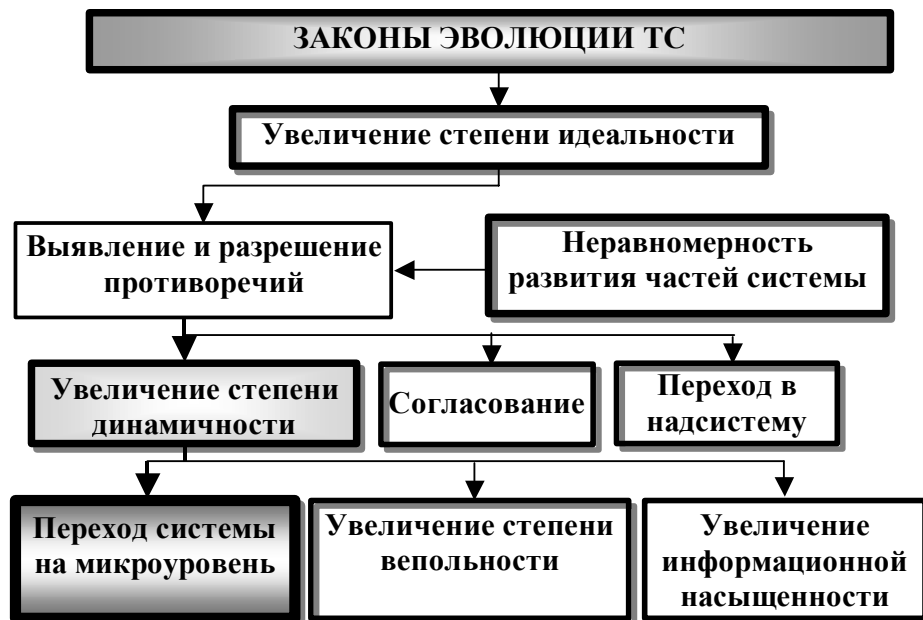 ЗАКОНЫ ЭВОЛЮЦИИ ТС
Увеличение степени идеальности
Выявление и разрешение
противоречий
Неравномерность
развития частей системы
Увеличение степени
динамичности
Согласование
Переход в
надсистему
Переход системы
на микроуровень
Увеличение степени
вепольности
Увеличение
информационной
насыщенности